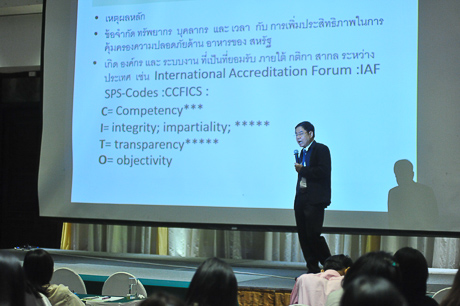 • เหตุผลหลัก
• ข้อจำกัด ทรัพยากร บุคลากร และ เวลา กับ การเพิ่มประสิทธิภาพในการ
คุ้มครองความปลอดภัยด้าน อาหารของ สหรัฐ
• เกิด องค์กร และ ระบบงาน ที่เป็นที่ยอมรับ ภายใต้ กติกา สากล ระหว่าง
ประเทศ เช่น International Accreditation Forum :IAF
SPS-Codes :CCFICS :
C= Competency***
I= integrity; impartiality; *****
T= transparency*****
O= objectivity